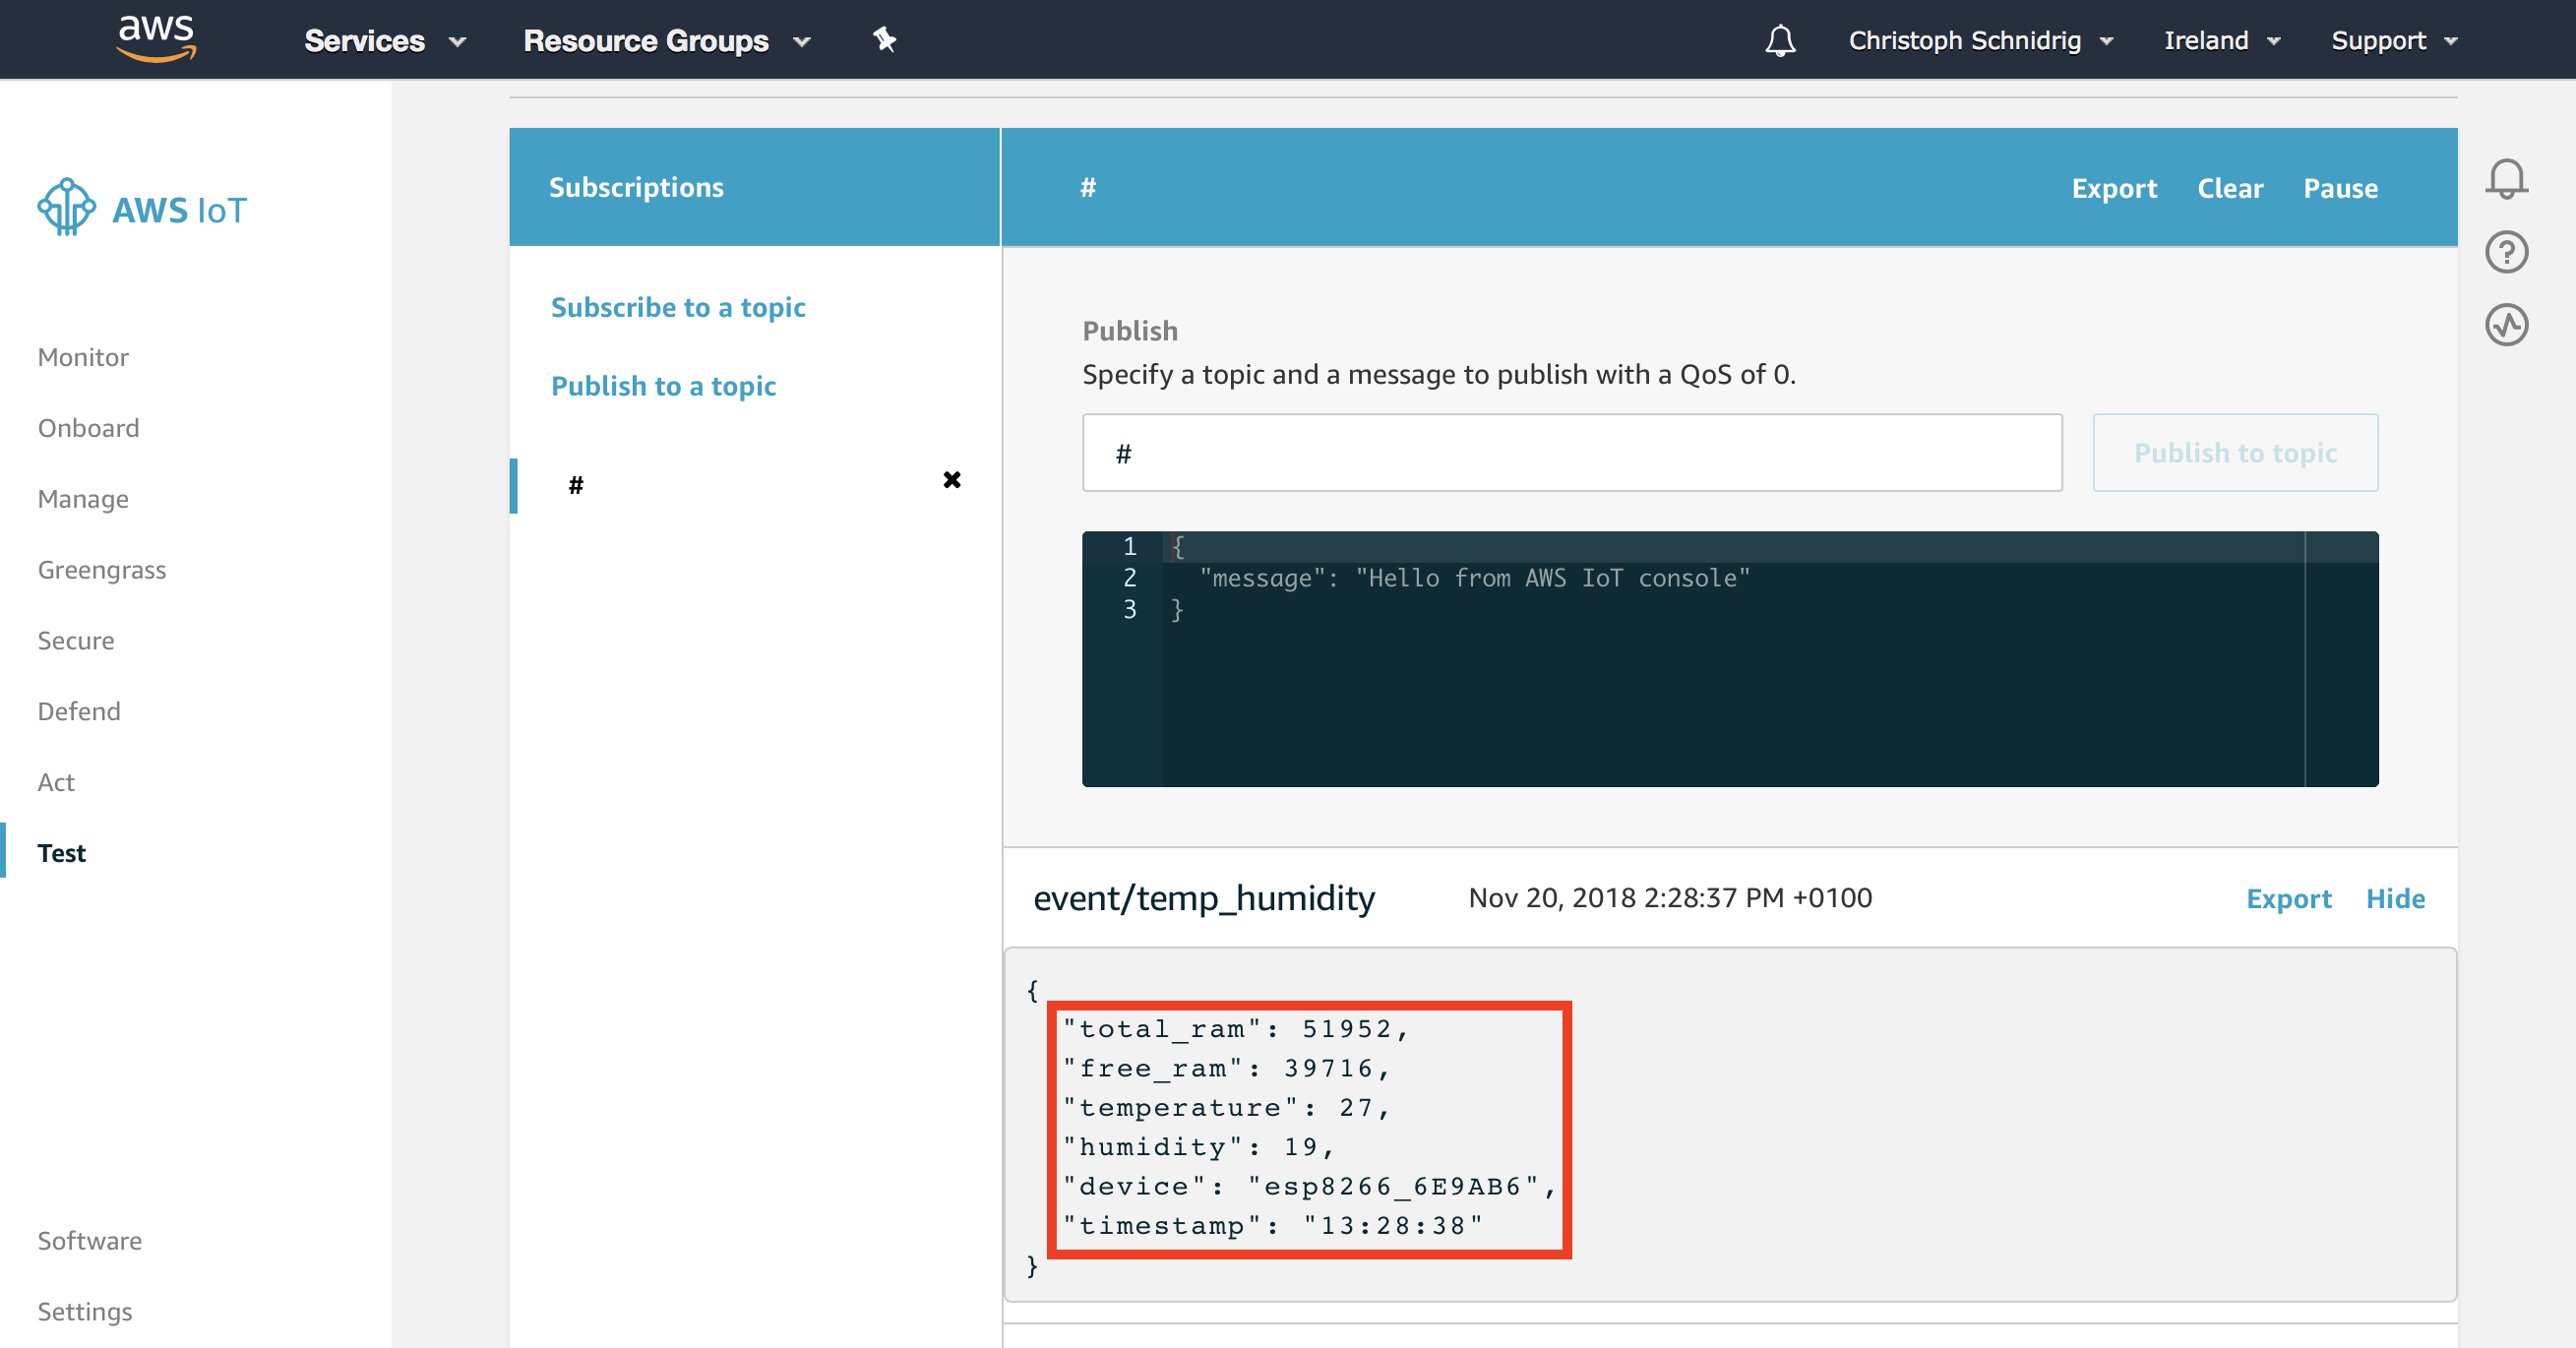 aws
Services
Resource Groups
Christoph Schnidrig
Ireland
Support
AWS IoT
Monitor
Onboard
Manage
Greengrass
Secure
Defend
Act
Test
Software
Settings
Subscriptions
Subscribe to a topic
Publish to a topic
#
#
Export Clear Pause
Publish
Specify a topic and a message to publish with a QoS of 0.
#
Publish to topic
1 {
2 "message": "Hello from AWS IoT console"
3 }
event/temp_humidity
Nov 20, 2018 2:28:37 PM +0100
Export Hide
{
"total_ram": 51952,
"free_ram": 39716,
"temperature": 27,
"humidity": 19,
"device": "esp8266_6E9AB6",
"timestamp": "13:28:38"
}